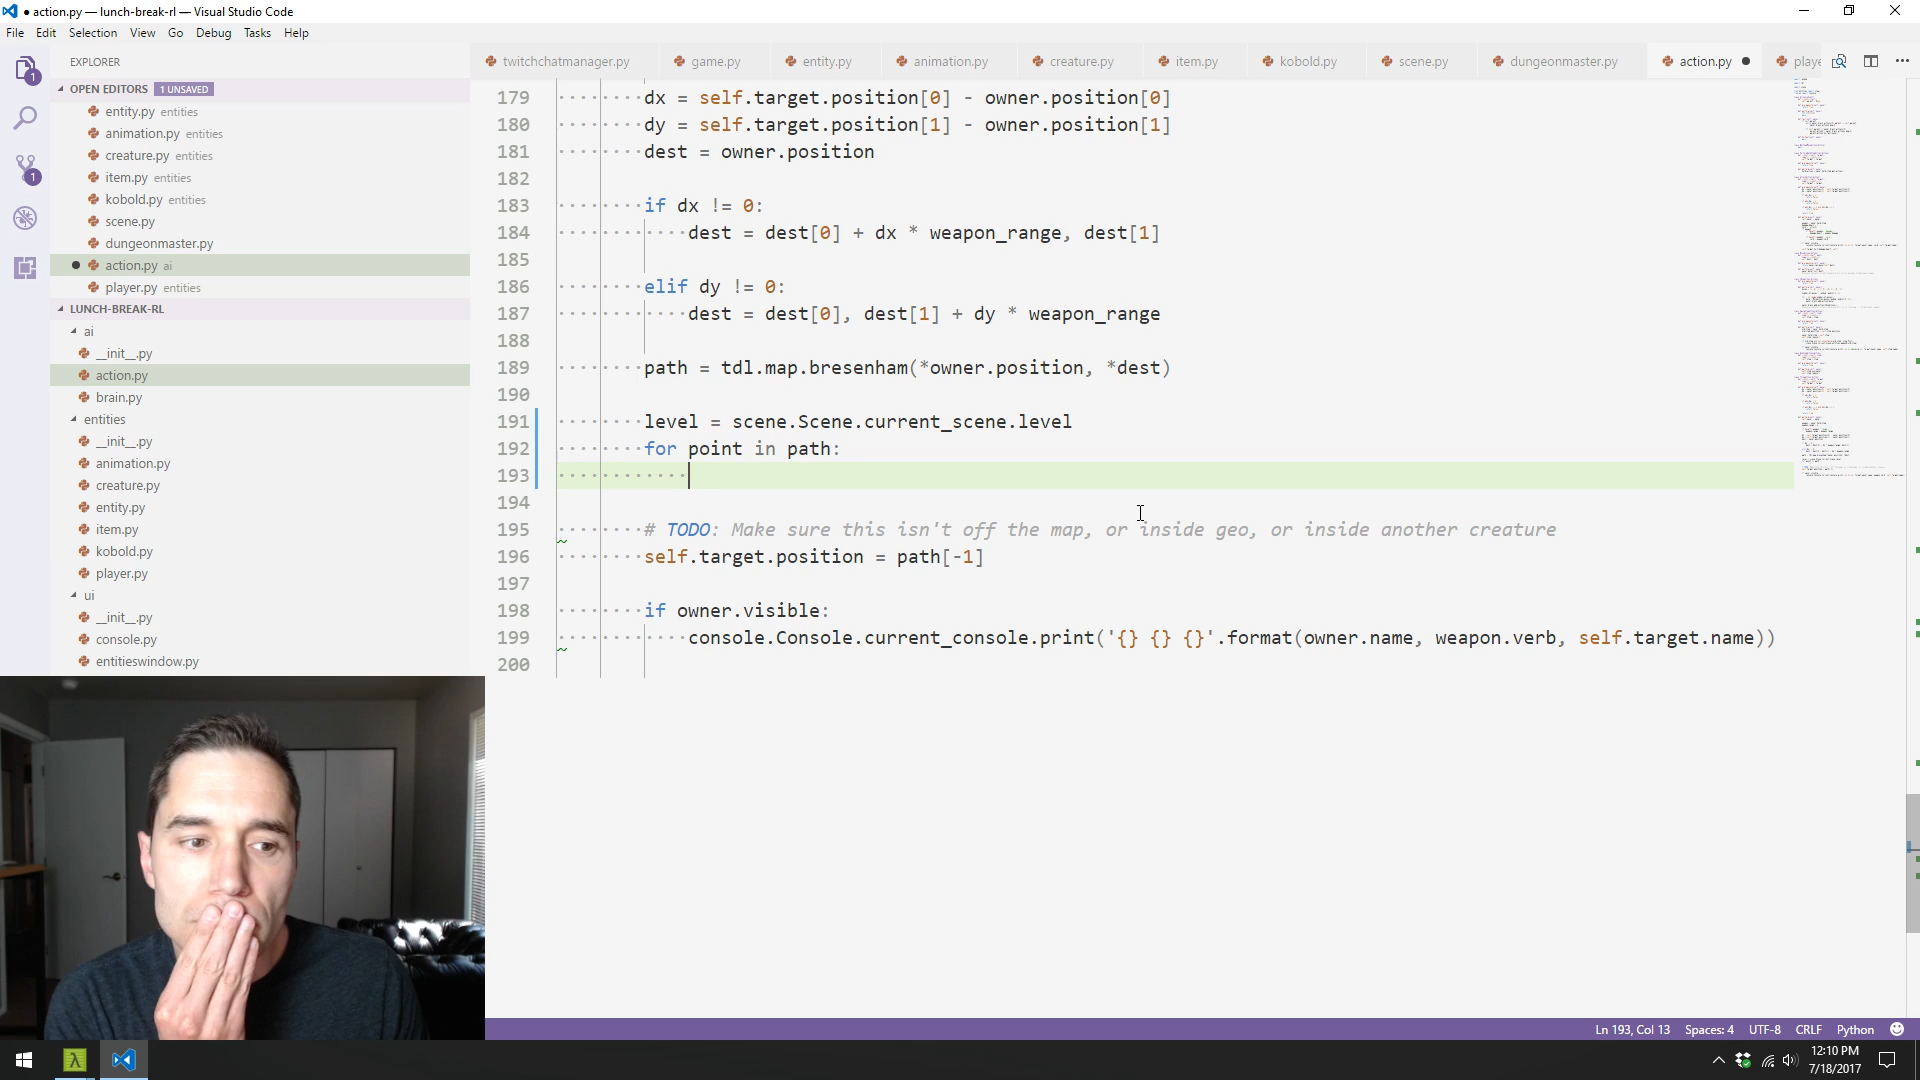 ● action.py — lunch-break-rl — Visual Studio Code
File Edit Selection View Go Debug Tasks Help
EXPLORER
OPEN EDITORS 1 UNSAVED
entity.py entities
animation.py entities
creature.py entities
item.py entities
kobold.py entities
scene.py
dungeonmaster.py
action.py ai
player.py entities
LUNCH-BREAK-RL
ai
__init__.py
action.py
brain.py
entities
__init__.py
animation.py
creature.py
entity.py
item.py
kobold.py
player.py
ui
__init__.py
console.py
entitieswindow.py
1
1
twitchchatmanager.py game.py entity.py animation.py creature.py item.py kobold.py scene.py dungeonmaster.py action.py playe
179 dx = self.target.position[0] - owner.position[0]
180 dy = self.target.position[1] - owner.position[1]
181 dest = owner.position
182
183 if dx != 0:
184 dest = dest[0] + dx * weapon_range, dest[1]
185
186 elif dy != 0:
187 dest = dest[0], dest[1] + dy * weapon_range
188
189 path = tdl.map.bresenham(*owner.position, *dest)
190
191 level = scene.Scene.current_scene.level
192 for point in path:
193
194
195 # TODO: Make sure this isn't off the map, or inside geo, or inside another creature
196 self.target.position = path[-1]
197
198 if owner.visible:
199 console.Console.current_console.print('{} {} {}'.format(owner.name, weapon.verb, self.target.name))
200
Ln 193, Col 13 Spaces: 4 UTF-8 CRLF Python
12:10 PM
7/18/2017